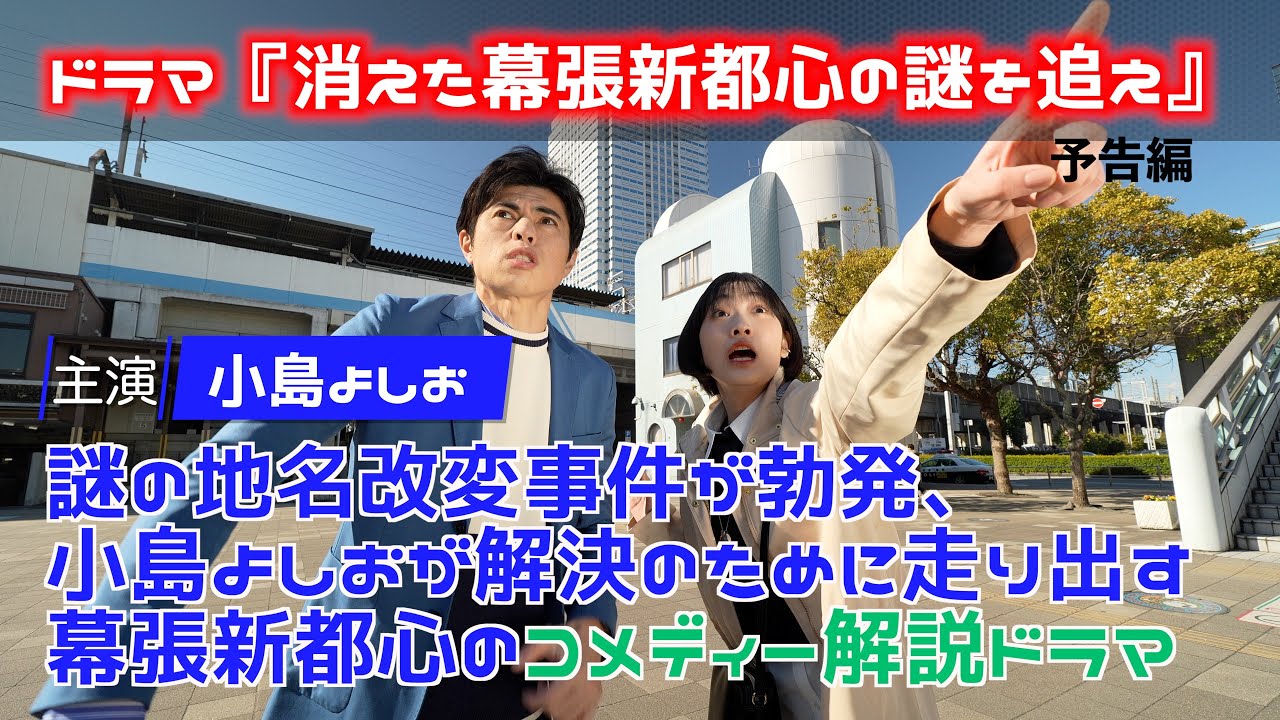 ドラマ『消えた幕張新都心の謎を追え』
予告編
主演 小島よしお
謎の地名改変事件が勃発、
小島よしおが解決のために走り出す
幕張新都心のコメディー解説ドラマ